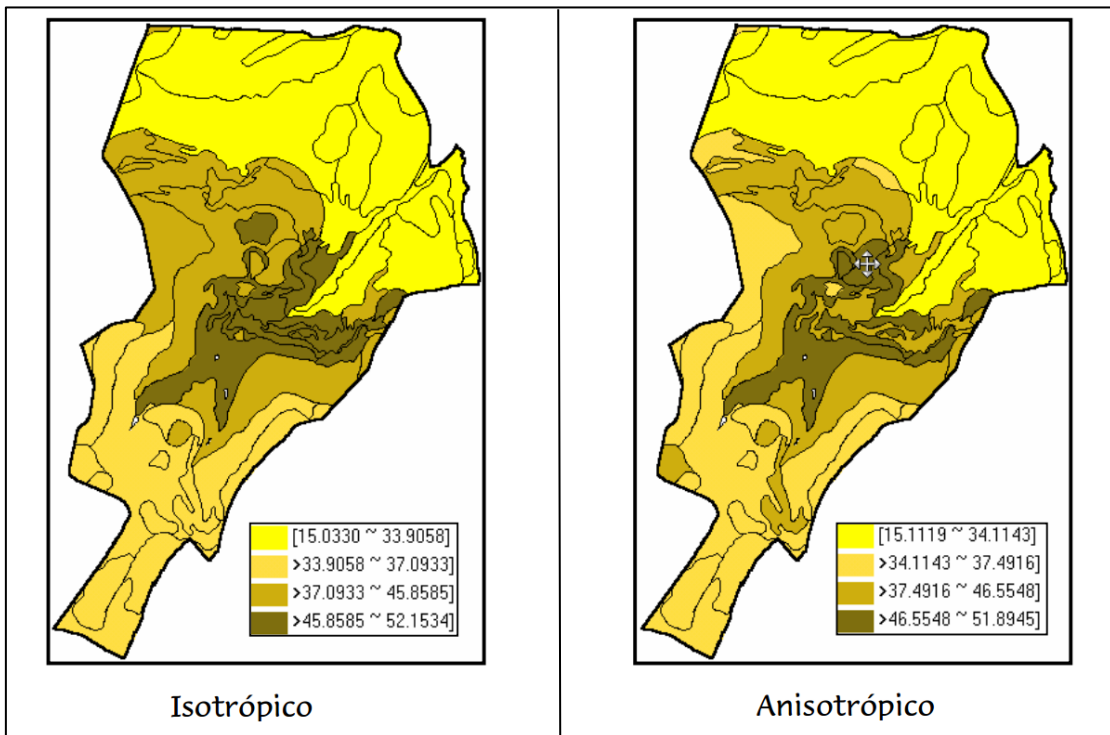 [15.0330 ~ 33.9058]
>33.9058 ~ 37.0933]
>37.0933 ~ 45.8585]
>45.8585 ~ 52.1534]
Isotrópico
[15.1119 ~ 34.1143]
>34.1143 ~ 37.4916]
>37.4916 ~ 46.5548]
>46.5548 ~ 51.8945]
Anisotrópico